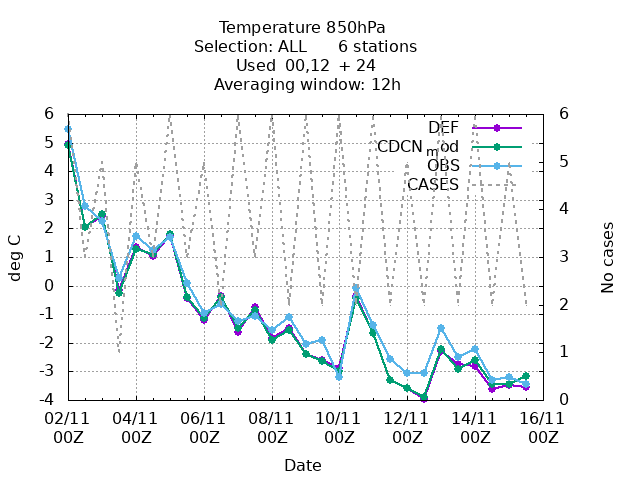 Temperature 850hPa
Selection: ALL 6 stations
Used 00,12 + 24
Averaging window: 12h
6 6
DEF
CDCNmod
OBS
CASES
5 5
4 4
3
2
1
0 3
-1 2
-2
-3 1
-4 0
deg C
No cases
02/11 04/11 06/11 08/11 10/11 12/11 14/11 16/11
00Z 00Z 00Z 00Z 00Z 00Z 00Z 00Z
Date